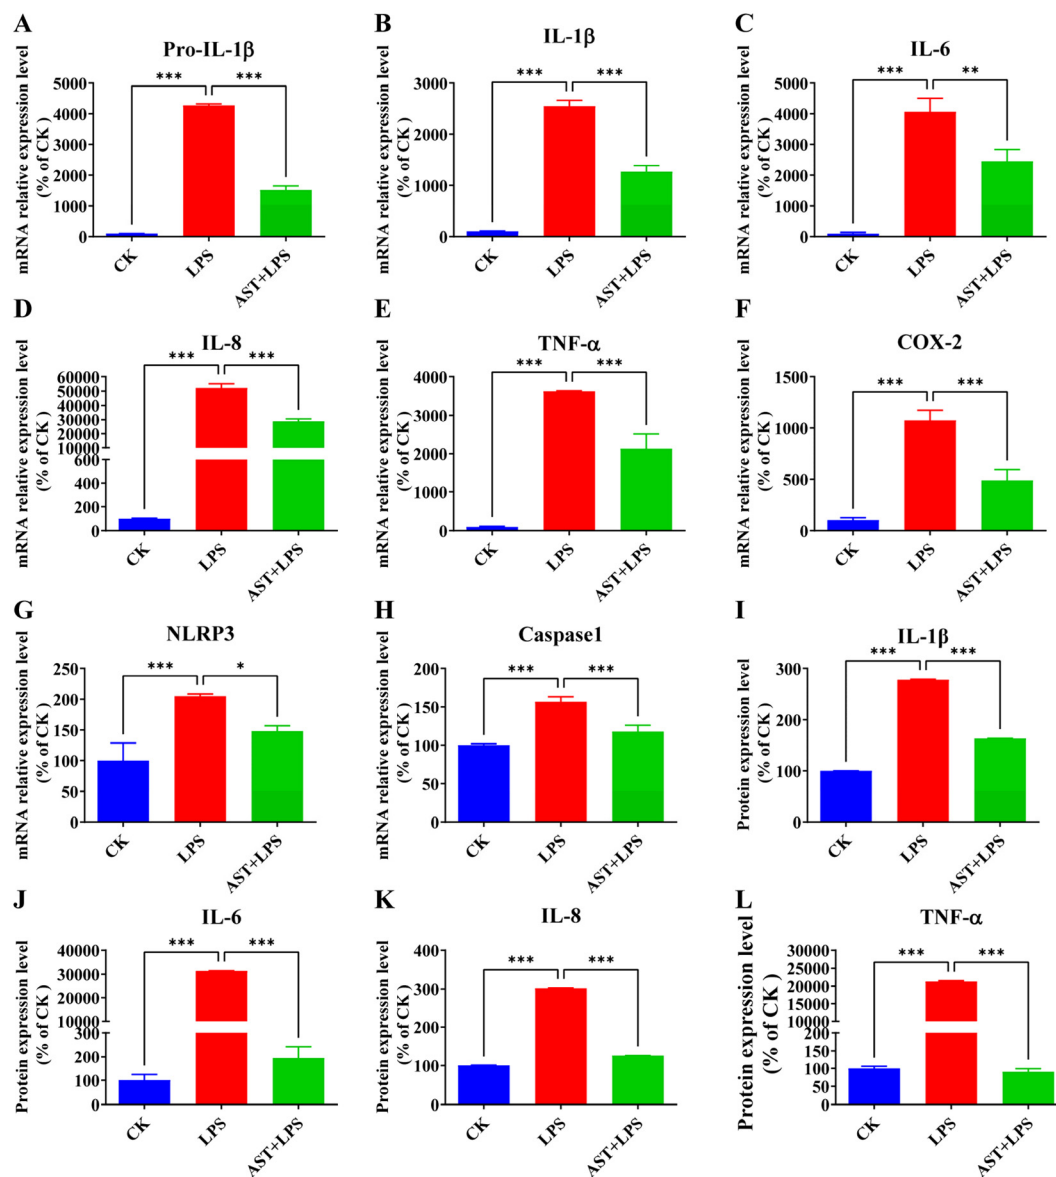 A
Pro-IL-1β
mRNA relative expression level
(% of CK)
*** ***
5000
4000
3000
2000
1000
0
CK LPS AST+LPS
B
IL-1β
mRNA relative expression level
(% of CK)
*** ***
3000
2000
1000
0
CK LPS AST+LPS
C
IL-6
mRNA relative expression level
(% of CK)
*** **
5000
4000
3000
2000
1000
0
CK LPS AST+LPS
D
IL-8
mRNA relative expression level
(% of CK)
*** ***
60000
50000
40000
30000
20000
10000
600
400
200
0
CK LPS AST+LPS
E
TNF-α
mRNA relative expression level
(% of CK)
*** ***
4000
3000
2000
1000
0
CK LPS AST+LPS
F
COX-2
mRNA relative expression level
(% of CK)
*** ***
1500
1000
500
0
CK LPS AST+LPS
G
NLRP3
mRNA relative expression level
(% of CK)
*** *
250
200
150
100
50
0
CK LPS AST+LPS
H
Caspase1
mRNA relative expression level
(% of CK)
*** ***
200
150
100
50
0
CK LPS AST+LPS
I
IL-1β
Protein expression level
(% of CK)
*** ***
300
200
100
0
CK LPS AST+LPS
J
IL-6
Protein expression level
(% of CK)
*** ***
40000
30000
20000
10000
300
200
100
0
CK LPS AST+LPS
K
IL-8
Protein expression level
(% of CK)
*** ***
400
300
200
100
0
CK LPS AST+LPS
L
TNF-α
Protein expression level
(% of CK)
*** ***
30000
25000
20000
15000
10000
200
150
100
50
0
CK LPS AST+LPS